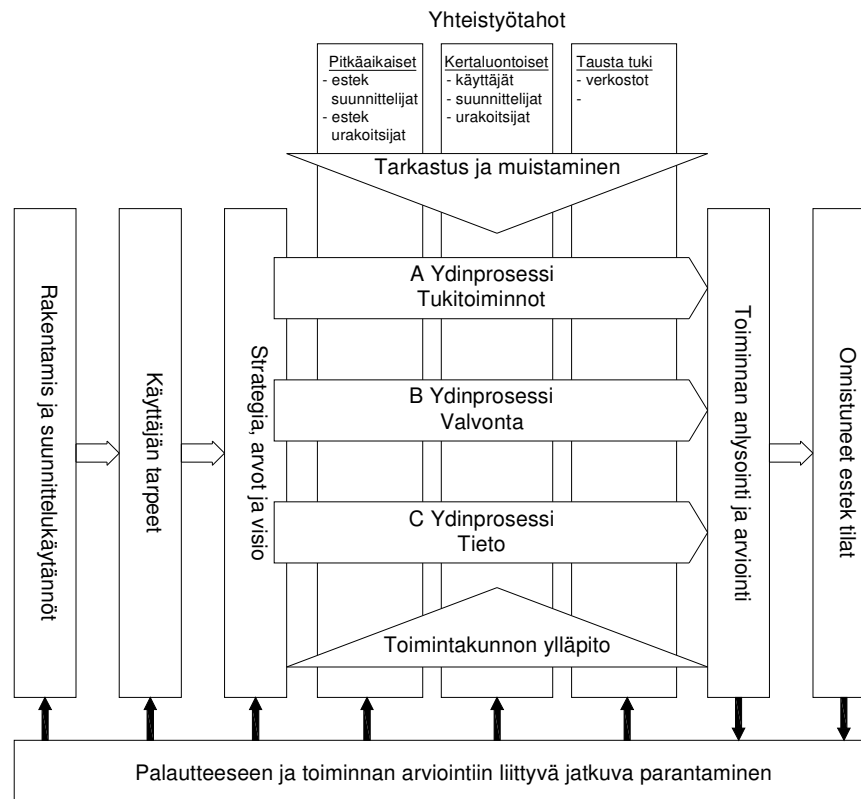 Yhteistyötahot
Pitkäaikaiset
- estek
suunnittelijat
- estek
urakoitsijat
Kertaluontoiset
- käyttäjät
- suunnittelijat
- urakoitsijat
Tausta tuki
- verkostot
-
Tarkastus ja muistaminen
Rakentamis ja suunnittelukäytännöt
Käyttäjän tarpeet
Strategia, arvot ja visio
A Ydinprosessi
Tukitoiminnot
B Ydinprosessi
Valvonta
C Ydinprosessi
Tieto
Toimintakunnon ylläpito
Toiminnan anlysointi ja arviointi
Onnistuneet estek tilat
Palautteeseen ja toiminnan arviointiin liittyvä jatkuva parantaminen